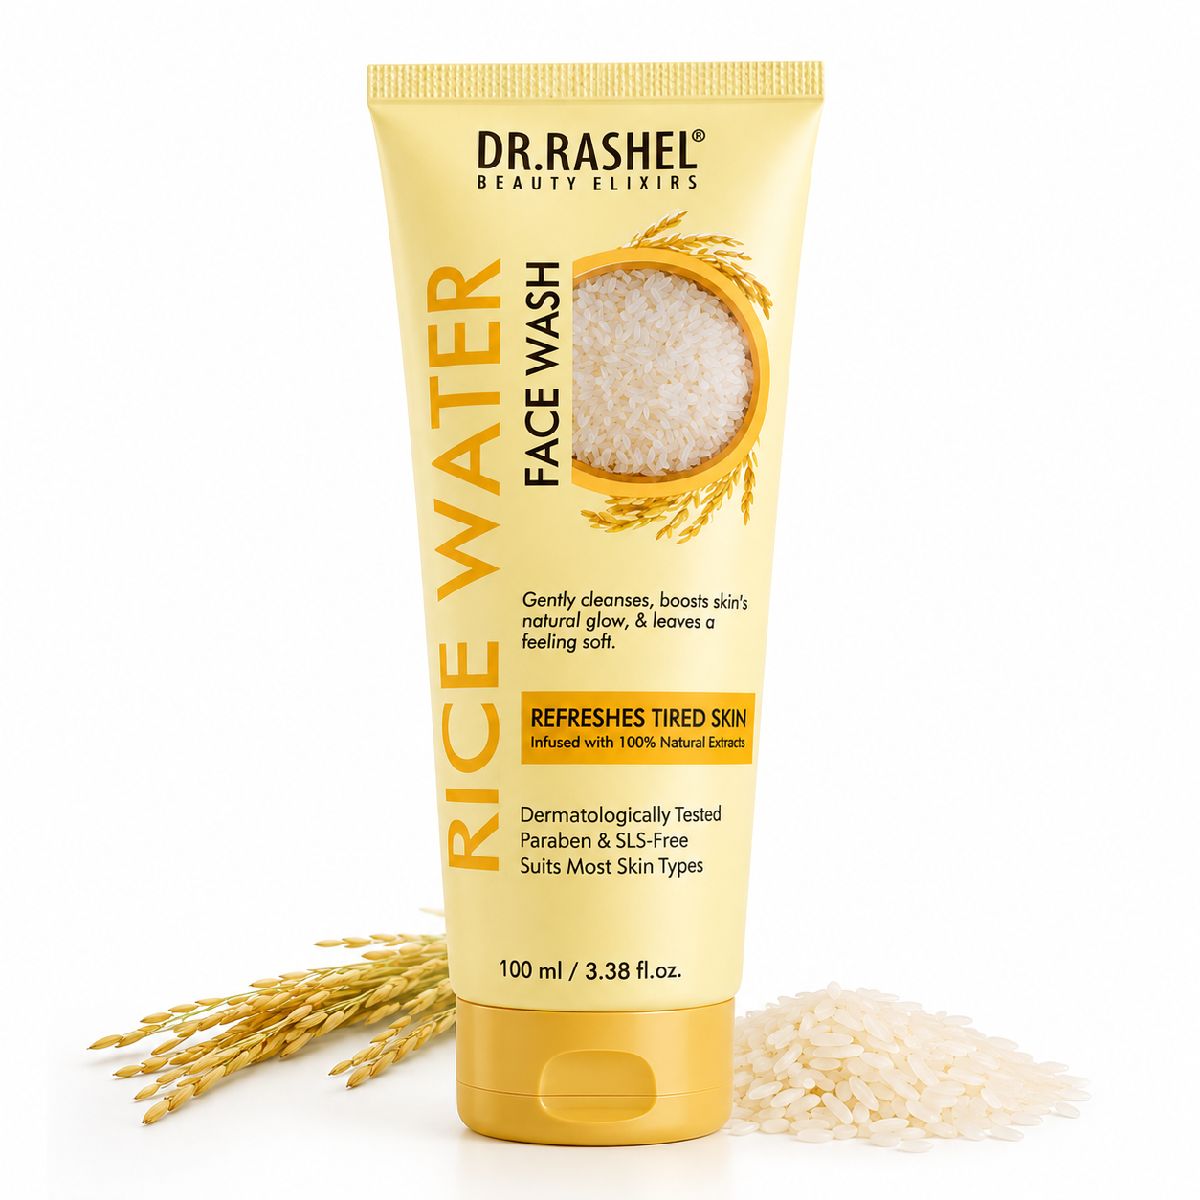 DR.RASHEL®
BEAUTY ELIXIRS
RICE WATER
FACE WASH
Gently cleanses, boosts skin's
natural glow, & leaves a
feeling soft.
REFRESHES TIRED SKIN
Infused with 100% Natural Extracts
Dermatologically Tested
Paraben & SLS-Free
Suits Most Skin Types
100 ml / 3.38 fl.oz.